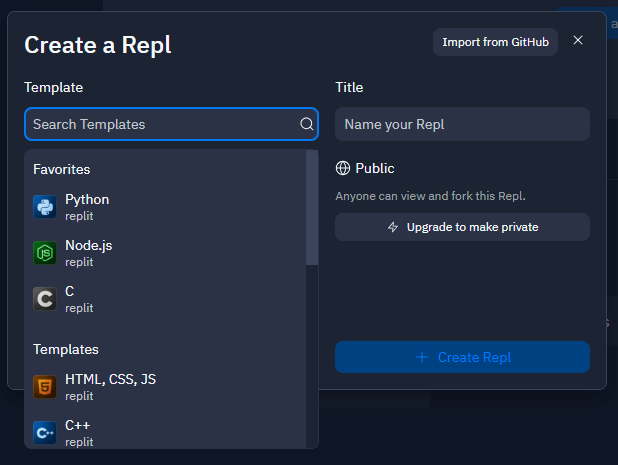 Create a Repl
Import from GitHub
Template
Search Templates
Favorites
Python
replit
Node.js
replit
C
replit
Templates
HTML, CSS, JS
replit
C++
replit
Title
Name your Repl
Public
Anyone can view and fork this Repl.
Upgrade to make private
+ Create Repl